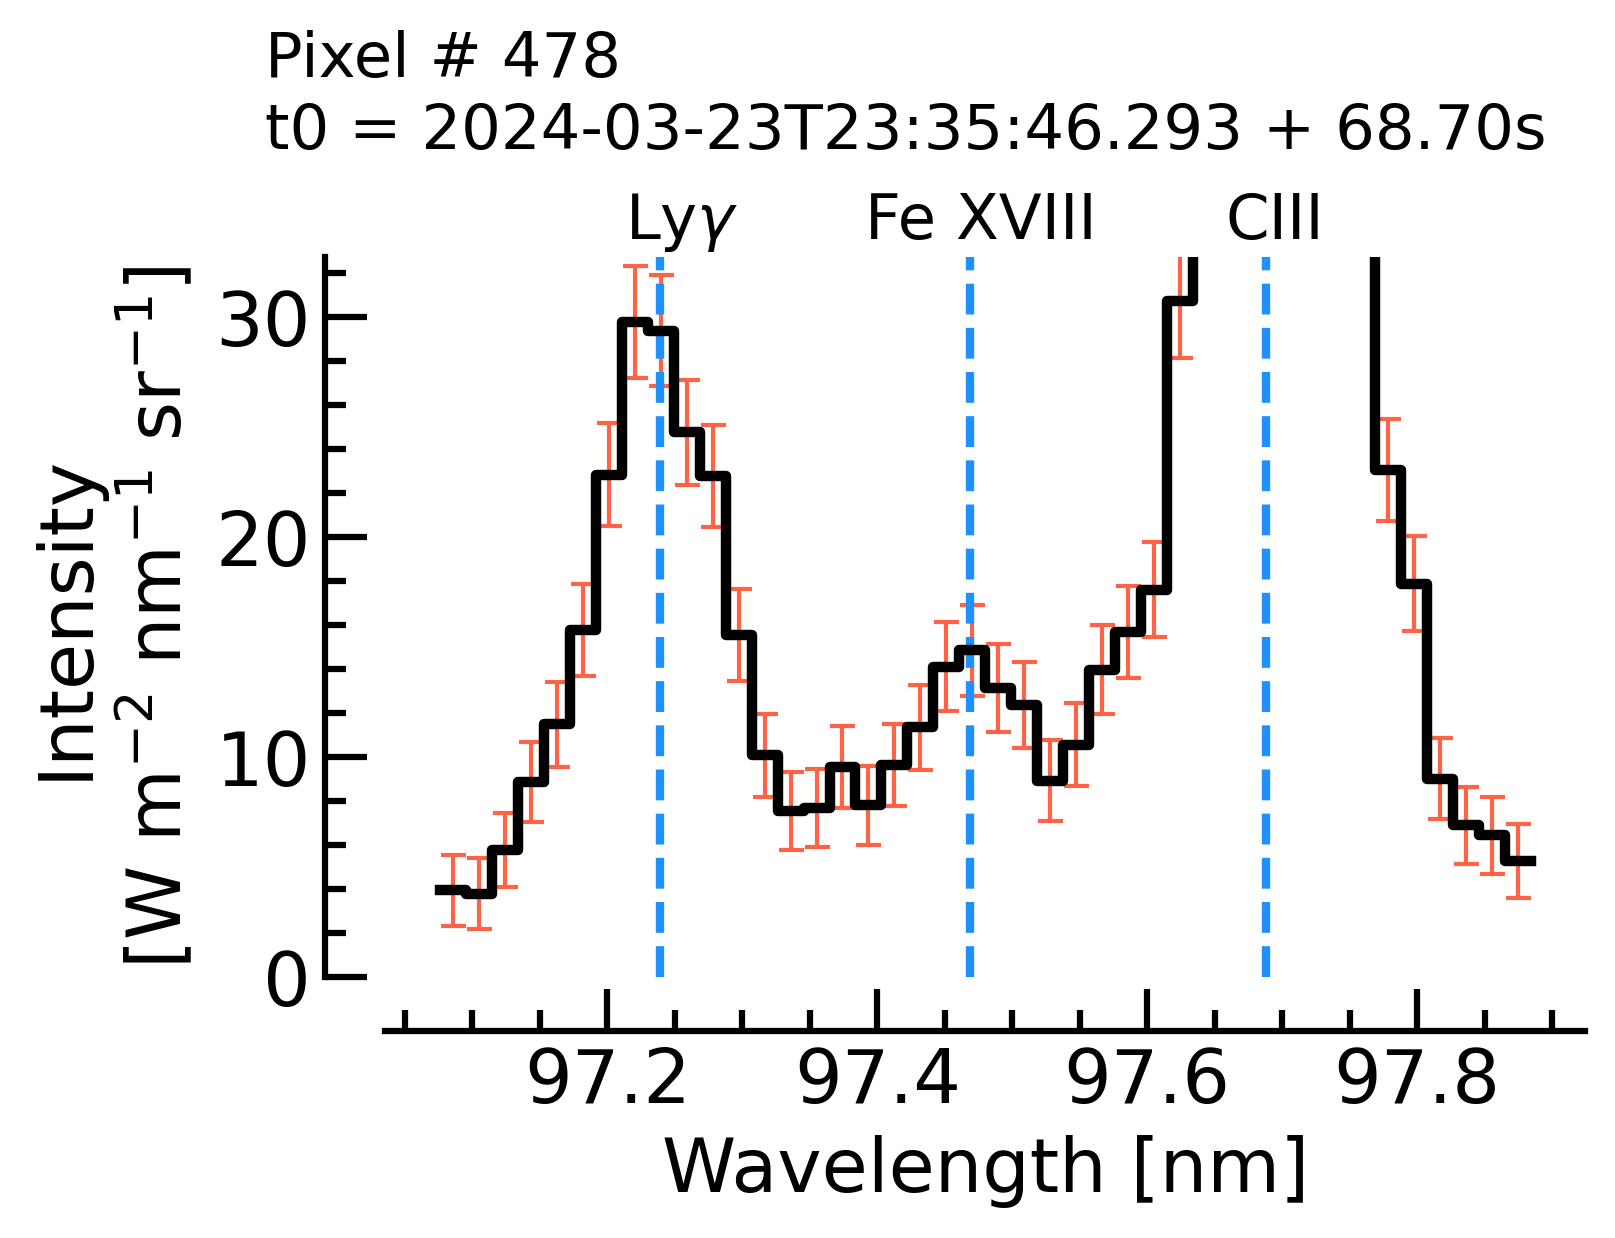 Pixel # 478
t0 = 2024-03-23T23:35:46.293 + 68.70s
Lyγ Fe XVIII CIII
Intensity
[W m⁻² nm⁻¹ sr⁻¹]
30
20
10
0
97.2 97.4 97.6 97.8
Wavelength [nm]